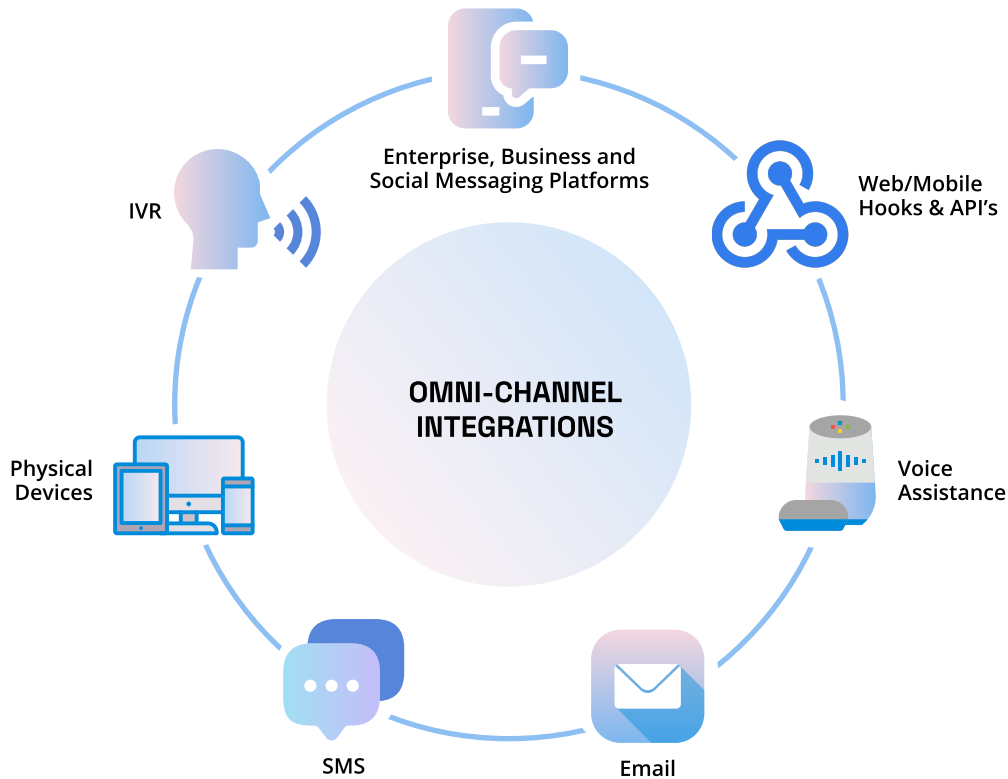 Enterprise, Business and
Social Messaging Platforms
Web/Mobile
Hooks & API’s
IVR
OMNI-CHANNEL
INTEGRATIONS
Physical
Devices
Voice
Assistance
SMS
Email